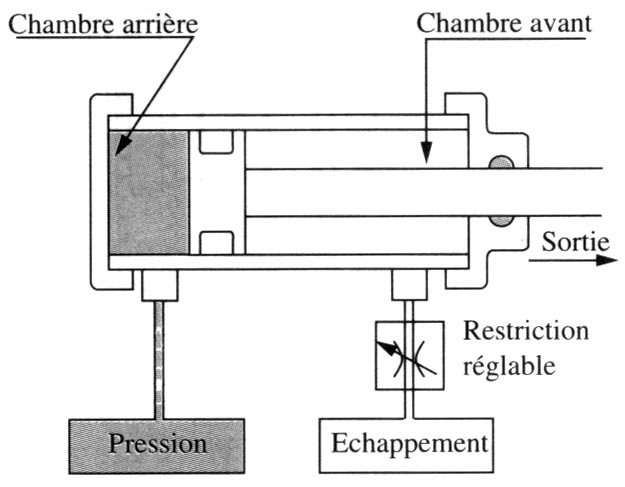 Chambre arrière
Chambre avant
Sortie
Restriction
réglable
Pression
Echappement